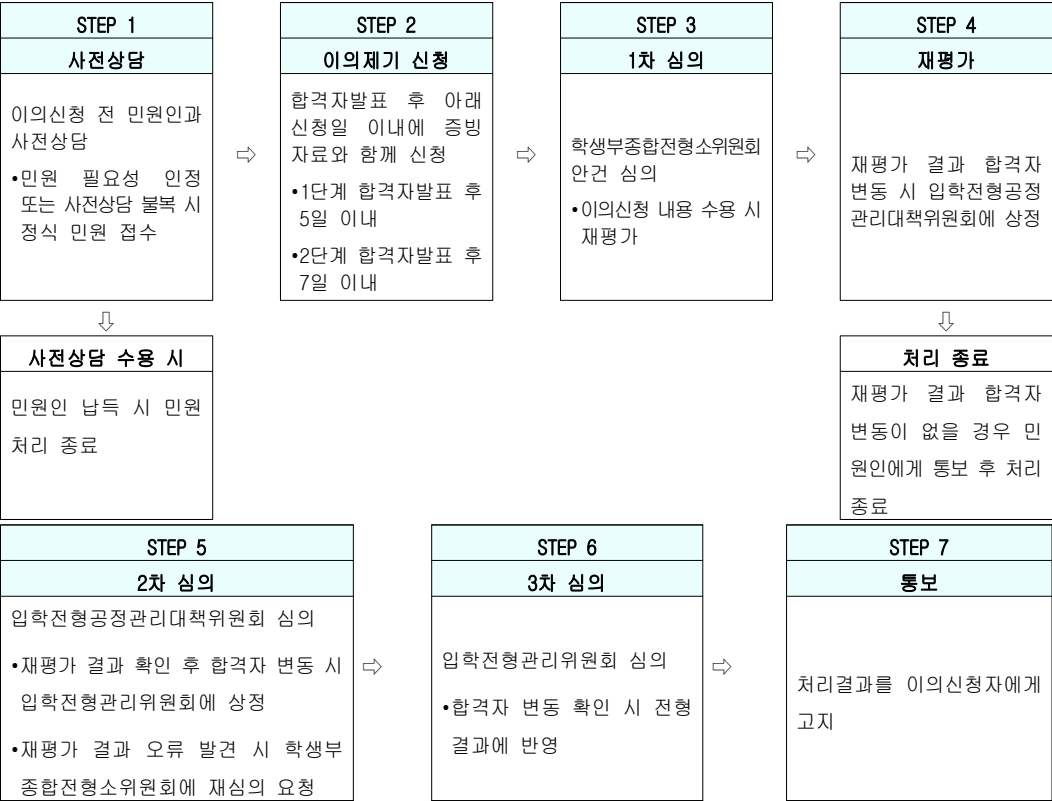 STEP 1
사전상담
이의신청 전 민원인과
사전상담
•민원 필요성 인정
또는 사전상담 불복 시
정식 민원 접수
⇨
STEP 2
이의제기 신청
합격자발표 후 아래
신청일 이내에 증빙
자료와 함께 신청
•1단계 합격자발표 후
5일 이내
•2단계 합격자발표 후
7일 이내
⇨
STEP 3
1차 심의
학생부종합전형소위원회
안건 심의
•이의신청 내용 수용 시
재평가
⇨
STEP 4
재평가
재평가 결과 합격자
변동 시 입학전형공정
관리대책위원회에 상정
⇩
사전상담 수용 시
민원인 납득 시 민원
처리 종료
⇩
처리 종료
재평가 결과 합격자
변동이 없을 경우 민
원인에게 통보 후 처리
종료
STEP 5
2차 심의
입학전형공정관리대책위원회 심의
•재평가 결과 확인 후 합격자 변동 시
입학전형관리위원회에 상정
•재평가 결과 오류 발견 시 학생부
종합전형소위원회에 재심의 요청
⇨
STEP 6
3차 심의
입학전형관리위원회 심의
•합격자 변동 확인 시 전형
결과에 반영
⇨
STEP 7
통보
처리결과를 이의신청자에게
고지